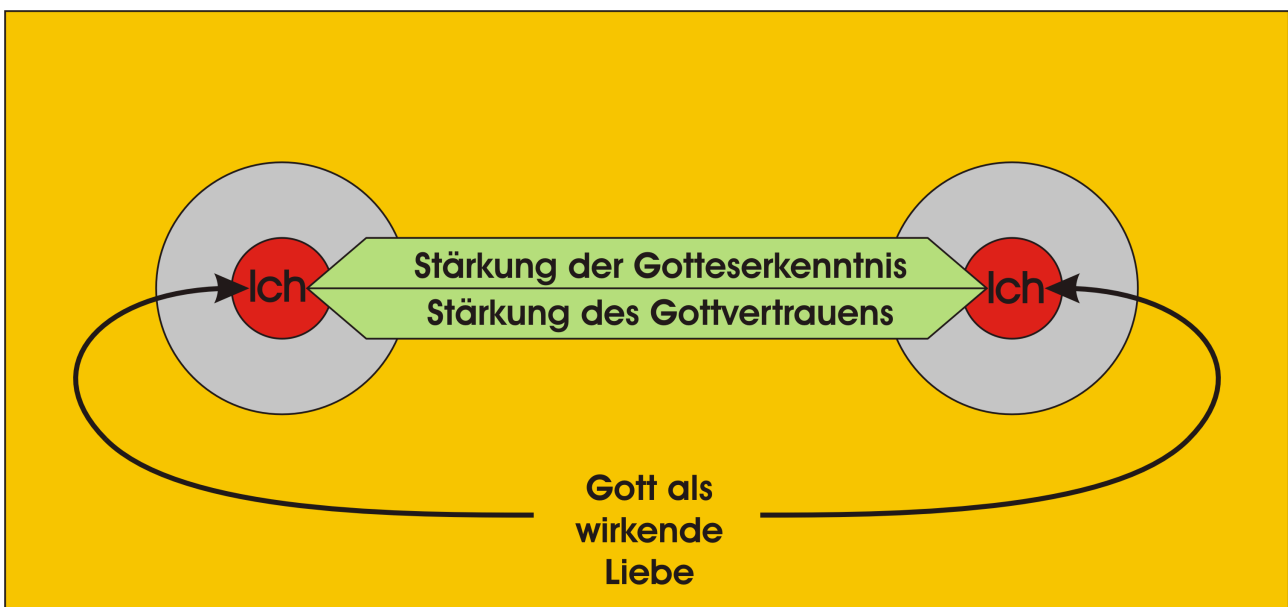 Ich
Stärkung der Gotteserkenntnis
Stärkung des Gottvertrauens
Ich
Gott als
wirkende
Liebe